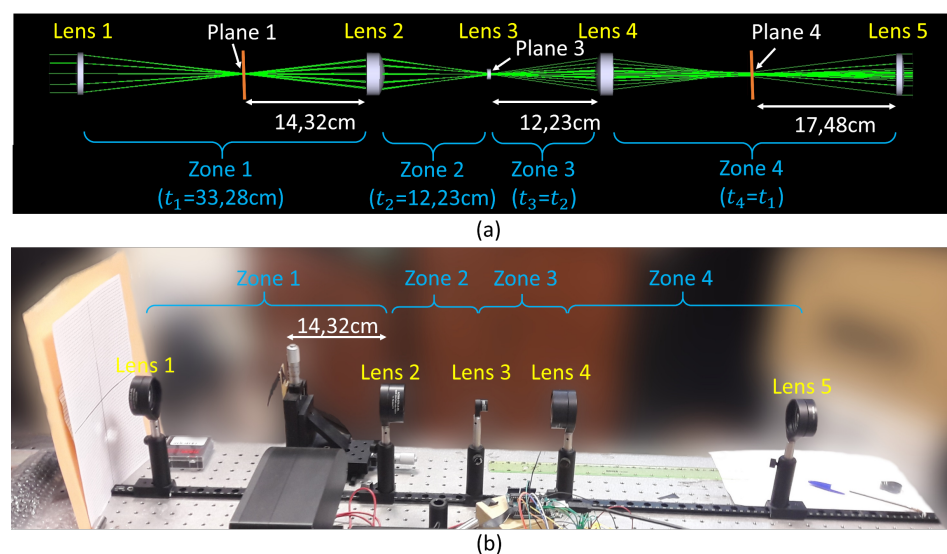 Lens 1
Plane 1
Lens 2
Lens 3
Plane 3
Lens 4
Plane 4
Lens 5
14,32cm
12,23cm
17,48cm
Zone 1
(t₁=33,28cm)
Zone 2
(t₂=12,23cm)
Zone 3
(t₃=t₂)
Zone 4
(t₄=t₁)
(a)
Zone 1
Zone 2
Zone 3
Zone 4
14,32cm
Lens 1
Lens 2
Lens 3
Lens 4
Lens 5
(b)